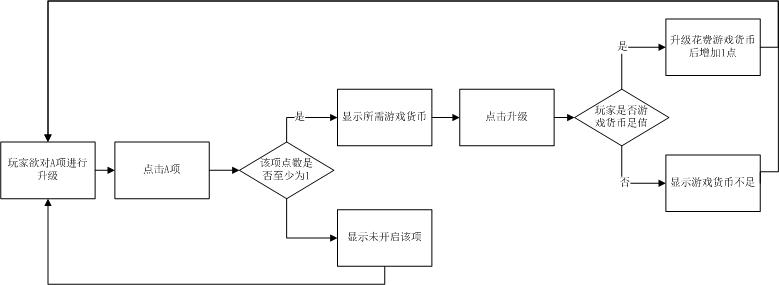 玩家欲对A项进行
升级
点击A项
该项点数是
否至少为1
是
显示所需游戏货币
点击升级
玩家是否游
戏货币是值
是
升级花费游戏货币
后增加1点
否
显示游戏货币不足
显示未开启该项